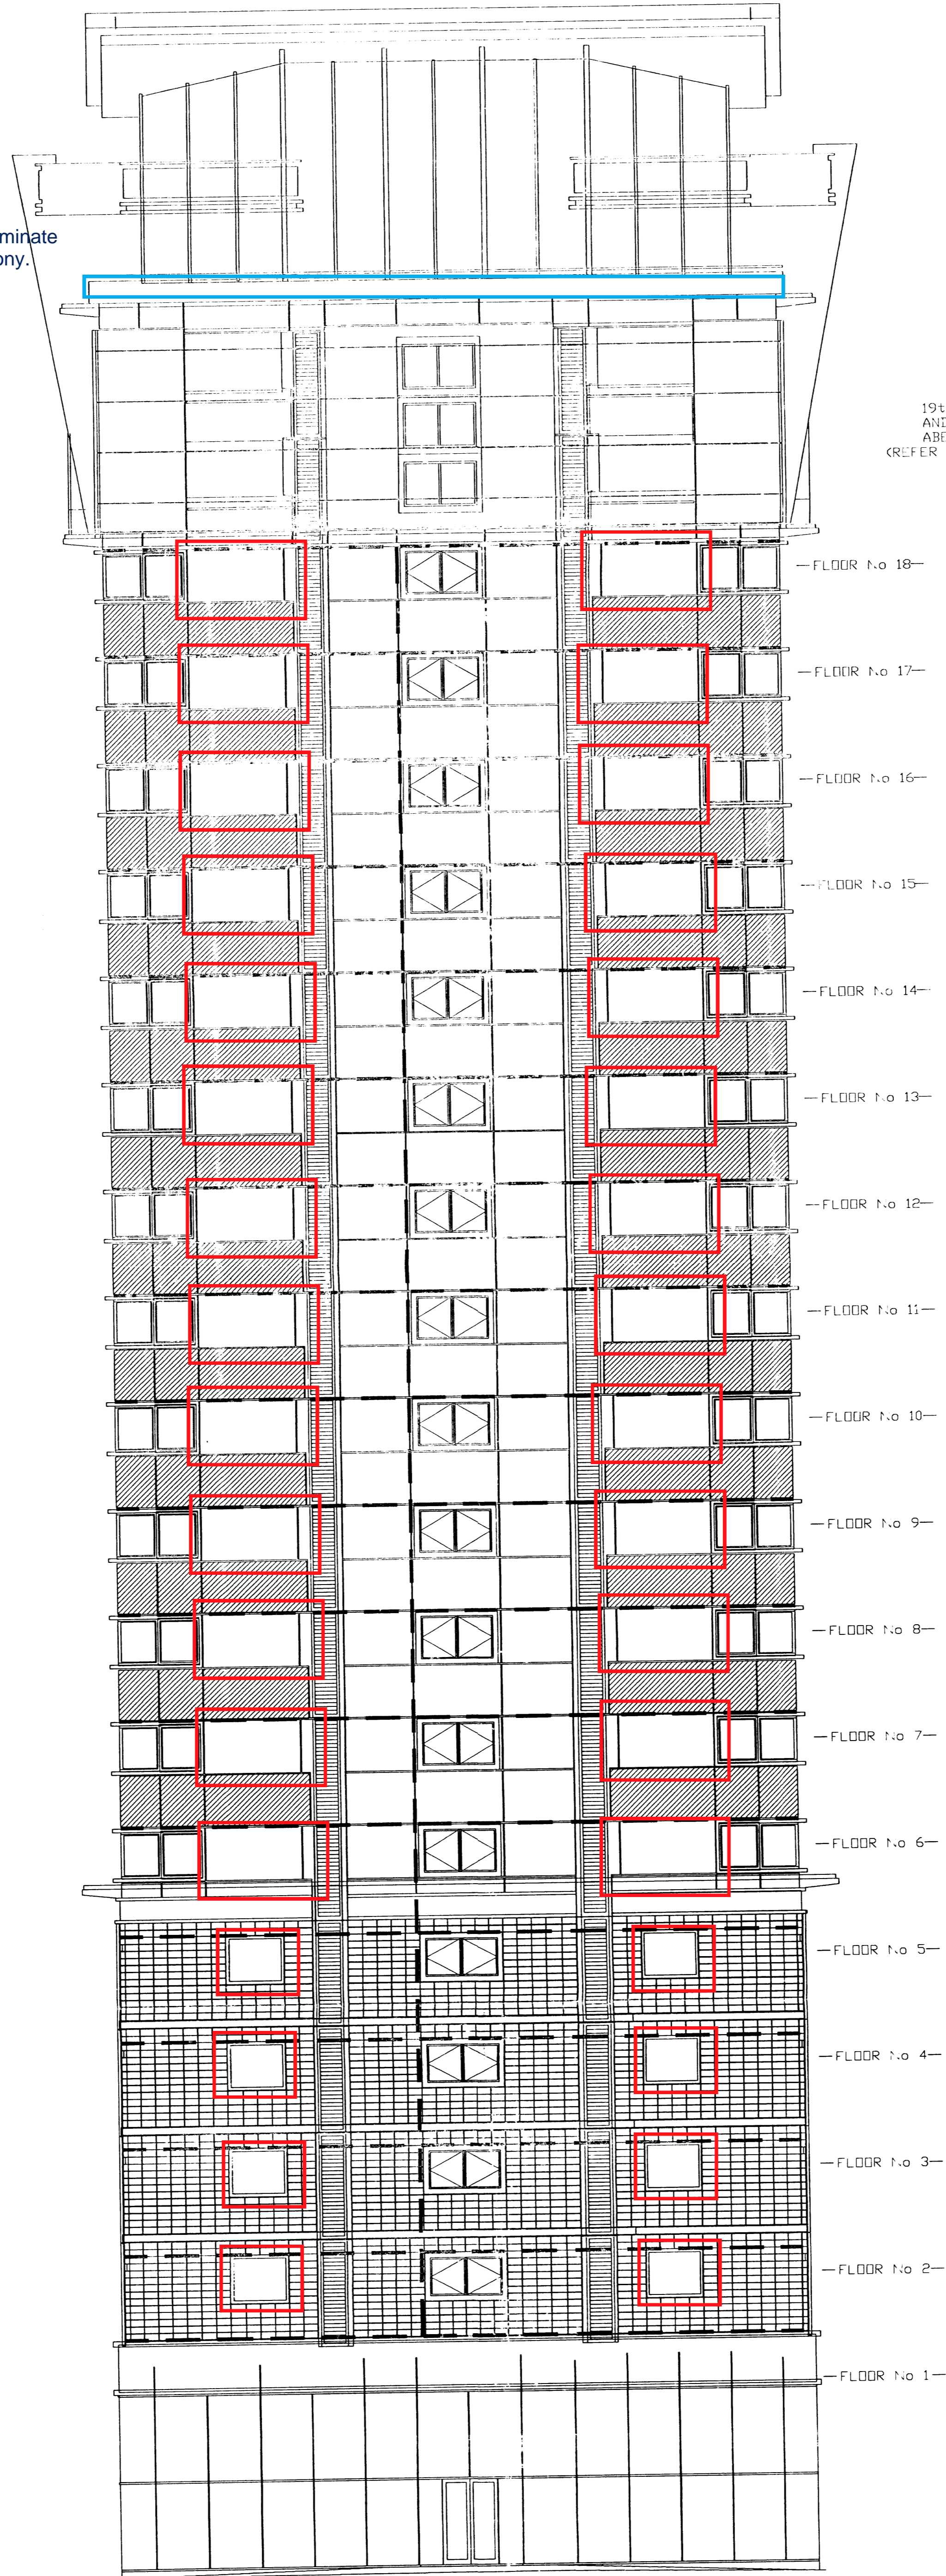 minate
ony.
19t
AND
ABE
(REFER
FLOOR No 18
FLOOR No 17
FLOOR No 16
FLOOR No 15
FLOOR No 14
FLOOR No 13
FLOOR No 12
FLOOR No 11
FLOOR No 10
FLOOR No 9
FLOOR No 8
FLOOR No 7
FLOOR No 6
FLOOR No 5
FLOOR No 4
FLOOR No 3
FLOOR No 2
FLOOR No 1